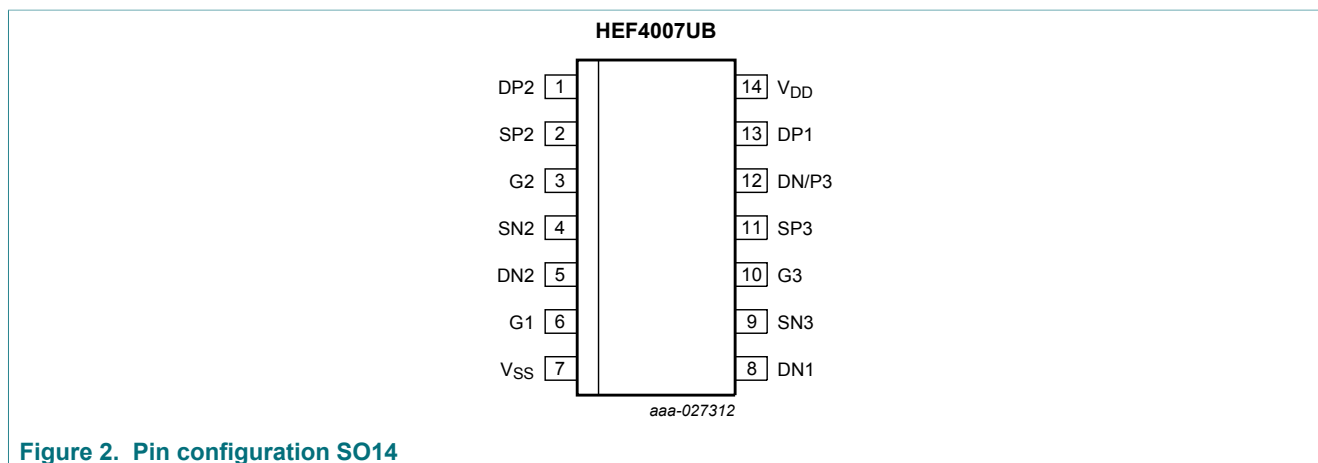 HEF4007UB
DP2 1 14 VDD
SP2 2 13 DP1
G2 3 12 DN/P3
SN2 4 11 SP3
DN2 5 10 G3
G1 6 9 SN3
VSS 7 8 DN1
aaa-027312
Figure 2. Pin configuration SO14